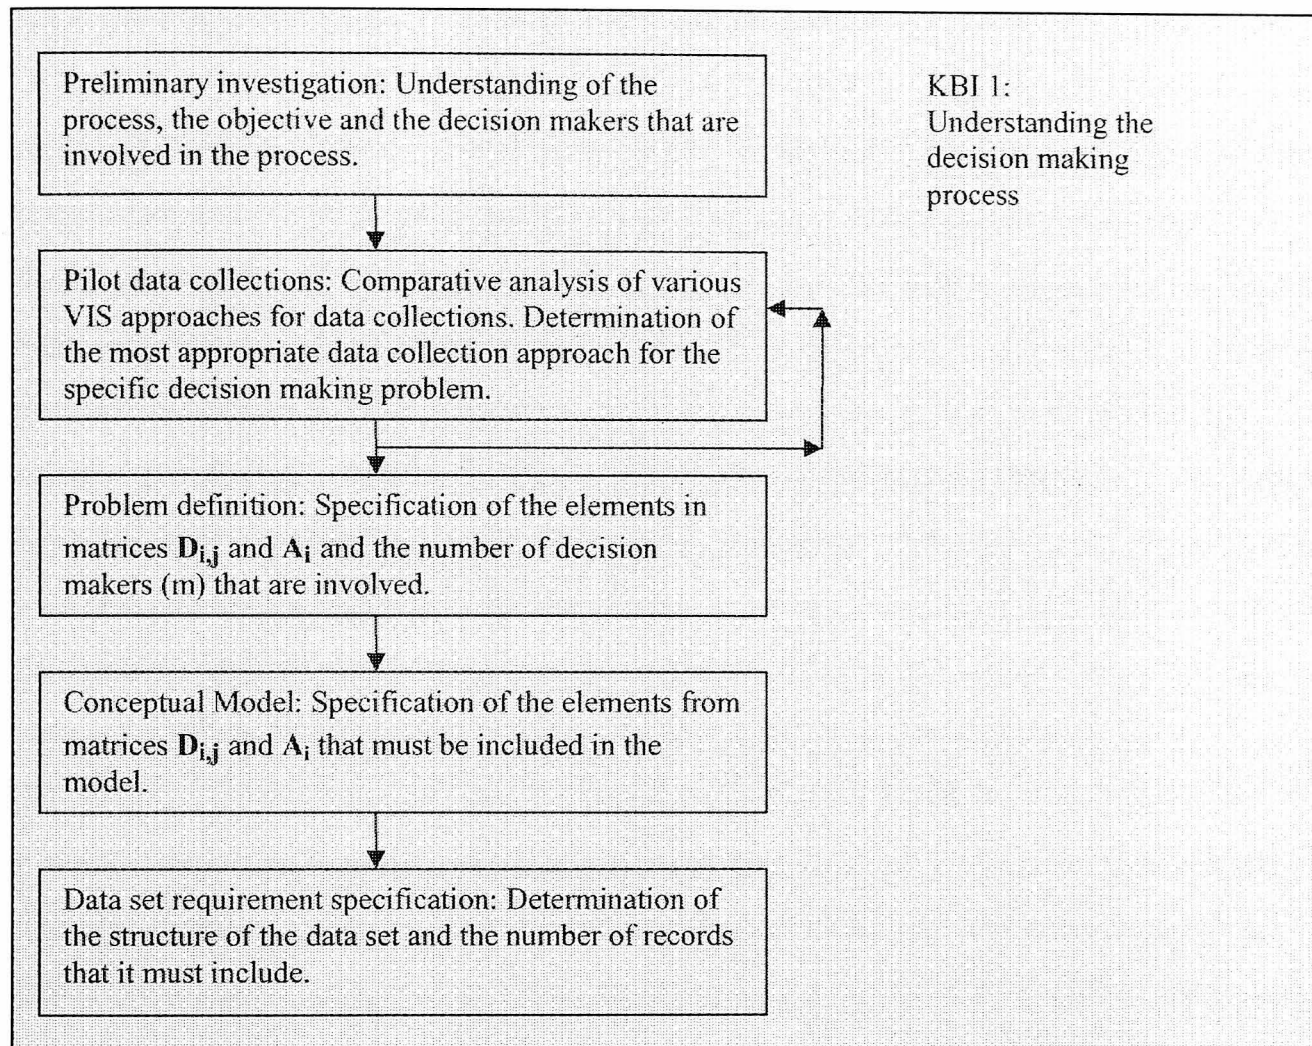 Preliminary investigation: Understanding of the
process, the objective and the decision makers that are
involved in the process.
KBI 1:
Understanding the
decision making
process
Pilot data collections: Comparative analysis of various
VIS approaches for data collections. Determination of
the most appropriate data collection approach for the
specific decision making problem.
Problem definition: Specification of the elements in
matrices D_{i,j} and A_i and the number of decision
makers (m) that are involved.
Conceptual Model: Specification of the elements from
matrices D_{i,j} and A_i that must be included in the
model.
Data set requirement specification: Determination of
the structure of the data set and the number of records
that it must include.